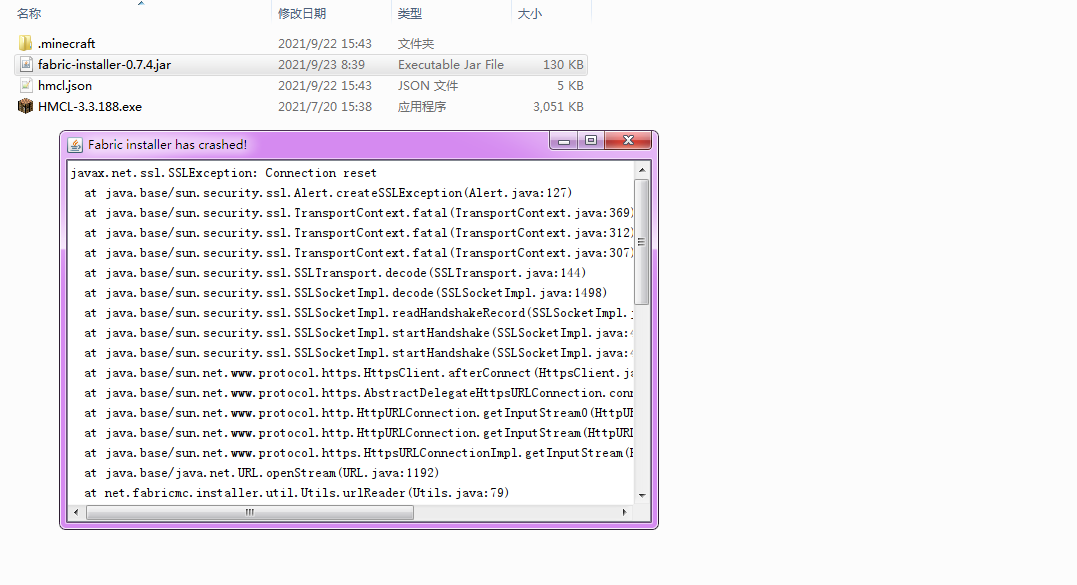 名称 修改日期 类型 大小
.minecraft 2021/9/22 15:43 文件夹
fabric-installer-0.7.4.jar 2021/9/23 8:39 Executable Jar File 130 KB
hmcl.json 2021/9/22 15:43 JSON 文件 5 KB
HMCL-3.3.188.exe 2021/7/20 15:38 应用程序 3,051 KB
Fabric installer has crashed!
javax.net.ssl.SSLException: Connection reset
at java.base/sun.security.ssl.Alert.createSSLException(Alert.java:127)
at java.base/sun.security.ssl.TransportContext.fatal(TransportContext.java:369)
at java.base/sun.security.ssl.TransportContext.fatal(TransportContext.java:312)
at java.base/sun.security.ssl.TransportContext.fatal(TransportContext.java:307)
at java.base/sun.security.ssl.SSLTransport.decode(SSLTransport.java:144)
at java.base/sun.security.ssl.SSLSocketImpl.decode(SSLSocketImpl.java:1498)
at java.base/sun.security.ssl.SSLSocketImpl.readHandshakeRecord(SSLSocketImpl.
at java.base/sun.security.ssl.SSLSocketImpl.startHandshake(SSLSocketImpl.java:
at java.base/sun.security.ssl.SSLSocketImpl.startHandshake(SSLSocketImpl.java:
at java.base/sun.net.www.protocol.https.HttpsClient.afterConnect(HttpsClient.ja
at java.base/sun.net.www.protocol.https.AbstractDelegateHttpsURLConnection.conn
at java.base/sun.net.www.protocol.http.HttpURLConnection.getInputStream0(HttpUR
at java.base/sun.net.www.protocol.http.HttpURLConnection.getInputStream(HttpURL
at java.base/sun.net.www.protocol.https.HttpsURLConnectionImpl.getInputStream(H
at java.base/java.net.URL.openStream(URL.java:1192)
at net.fabricmc.installer.util.Utils.urlReader(Utils.java:79)